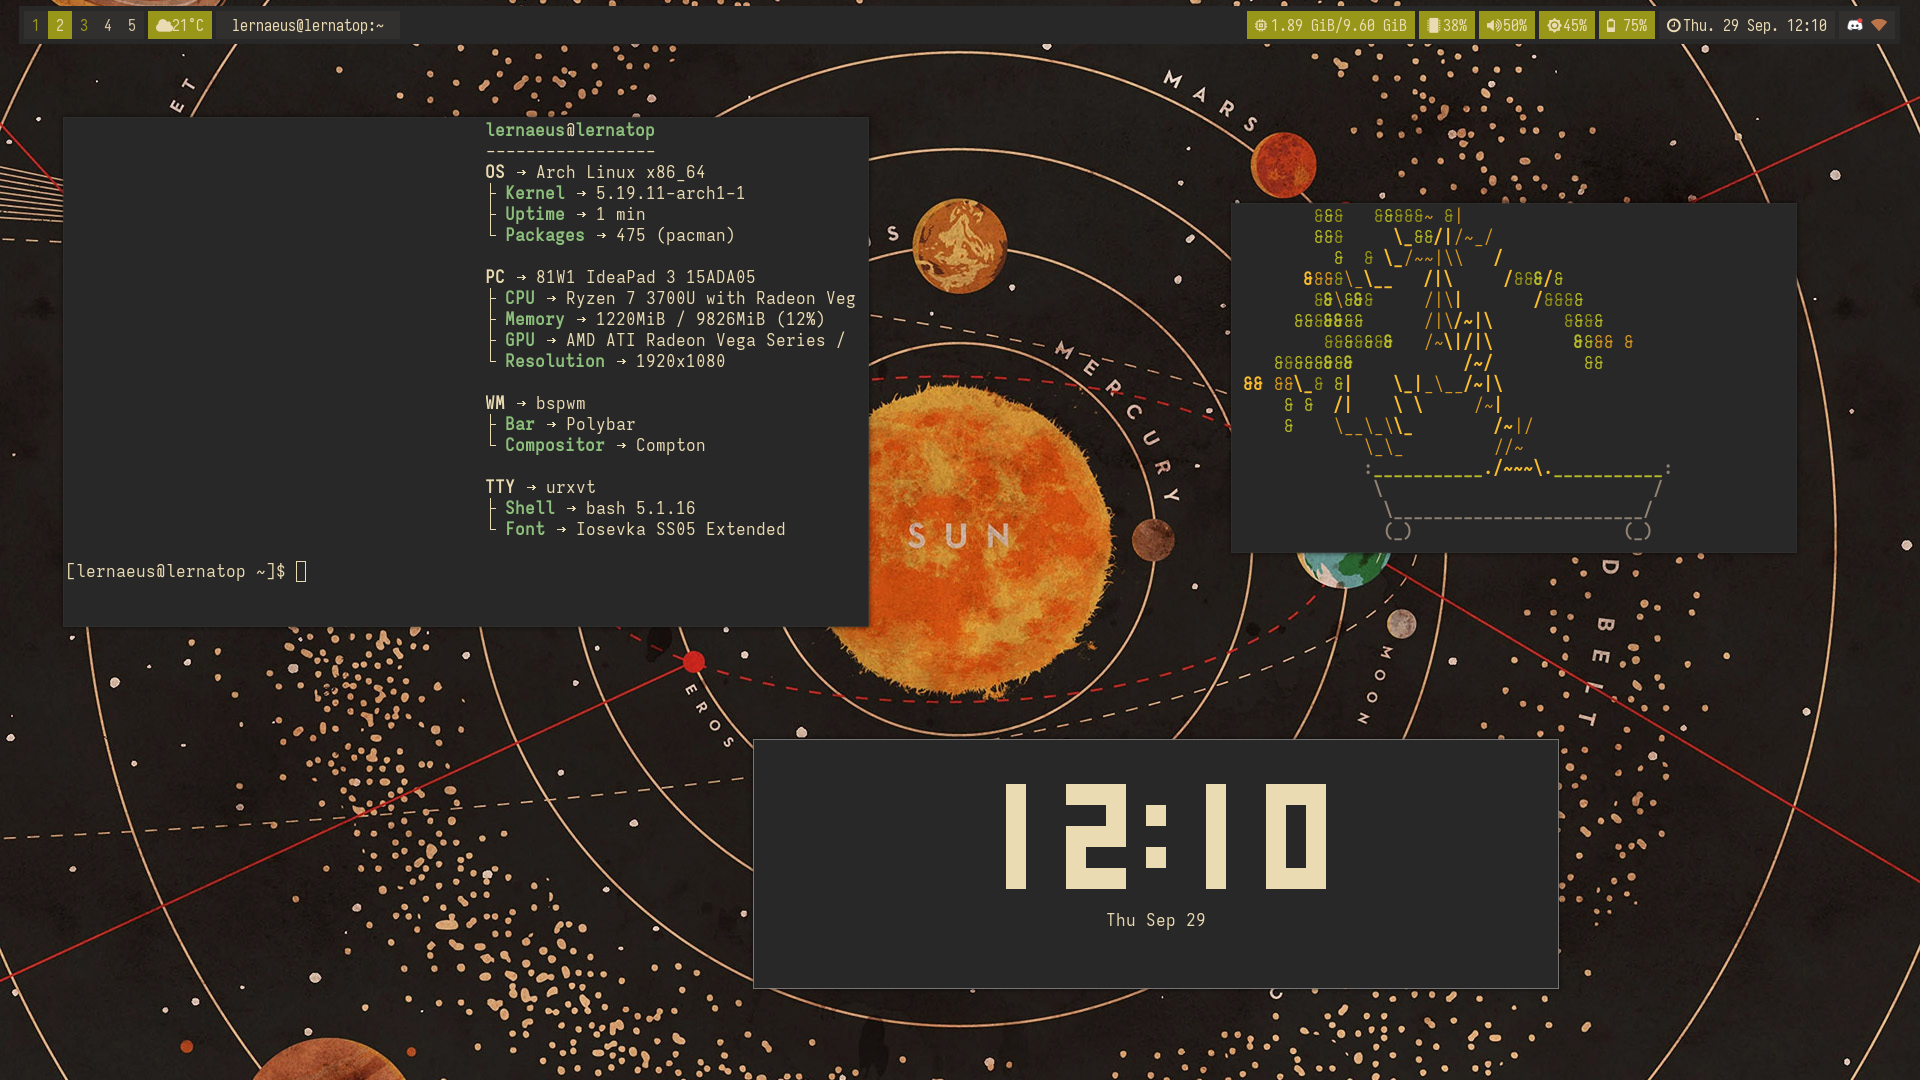 1 2 3 4 5 21°C lernaeus@lernatop:~ 1.89 GiB/9.60 GiB 38% 50% 45% 75% Thu. 29 Sep. 12:10
ET
MARS
lernaeus@lernatop
-----------------
OS → Arch Linux x86_64
├ Kernel → 5.19.11-arch1-1
├ Uptime → 1 min
└ Packages → 475 (pacman)
PC → 81W1 IdeaPad 3 15ADA05
├ CPU → Ryzen 7 3700U with Radeon Veg
├ Memory → 1220MiB / 9826MiB (12%)
├ GPU → AMD ATI Radeon Vega Series /
└ Resolution → 1920x1080
WM → bspwm
├ Bar → Polybar
└ Compositor → Compton
TTY → urxvt
├ Shell → bash 5.1.16
└ Font → Iosevka SS05 Extended
[lernaeus@lernatop ~]$
S
MERCURY
SUN
D BELT
MOON
EROS
12:10
Thu Sep 29